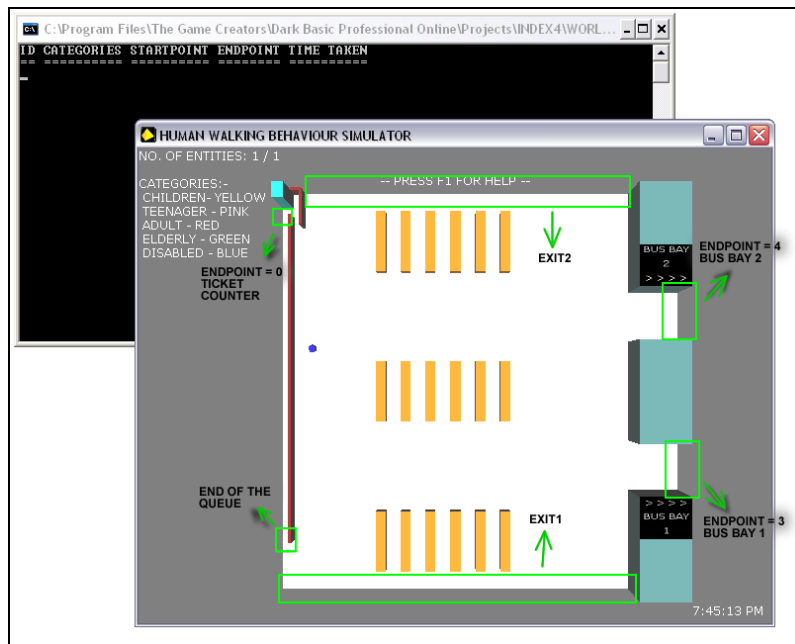 C:\Program Files\The Game Creators\Dark Basic Professional Online\Projects\INDEX4\WORL...
ID CATEGORIES STARTPOINT ENDPOINT TIME TAKEN
== ========== ========== ======== ==========
HUMAN WALKING BEHAVIOUR SIMULATOR
NO. OF ENTITIES: 1 / 1
-- PRESS F1 FOR HELP --
CATEGORIES:-
CHILDREN- YELLOW
TEENAGER - PINK
ADULT - RED
ELDERLY - GREEN
DISABLED - BLUE
ENDPOINT = 0
TICKET
COUNTER
EXIT2
BUS BAY
2
> > > >
ENDPOINT = 4
BUS BAY 2
END OF THE
QUEUE
EXIT1
> > > >
BUS BAY
1
ENDPOINT = 3
BUS BAY 1
7:45:13 PM